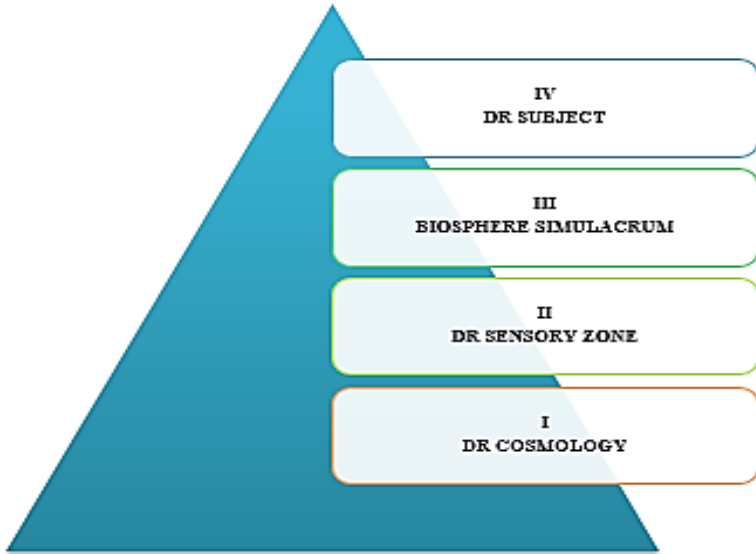 IV
DR SUBJECT
III
BIOSPHERE SIMULACRUM
II
DR SENSORY ZONE
I
DR COSMOLOGY